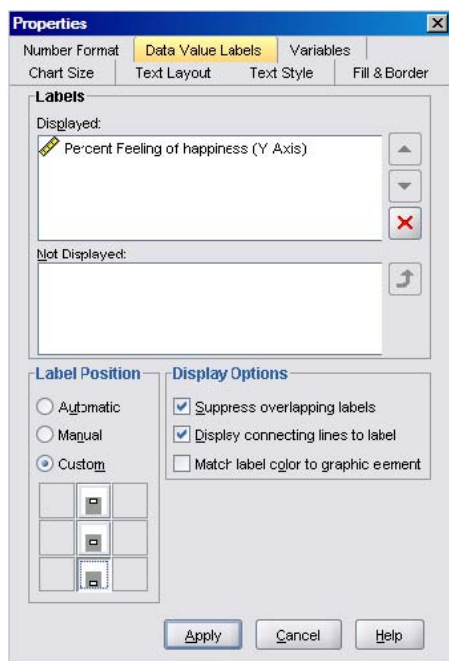 Properties
Number Format Data Value Labels Variables
Chart Size Text Layout Text Style Fill & Border
Labels
Displayed:
Percent Feeling of happiness (Y Axis)
Not Displayed:
Label Position
Automatic
Manual
Custom
Display Options
Suppress overlapping labels
Display connecting lines to label
Match label color to graphic element
Apply Cancel Help